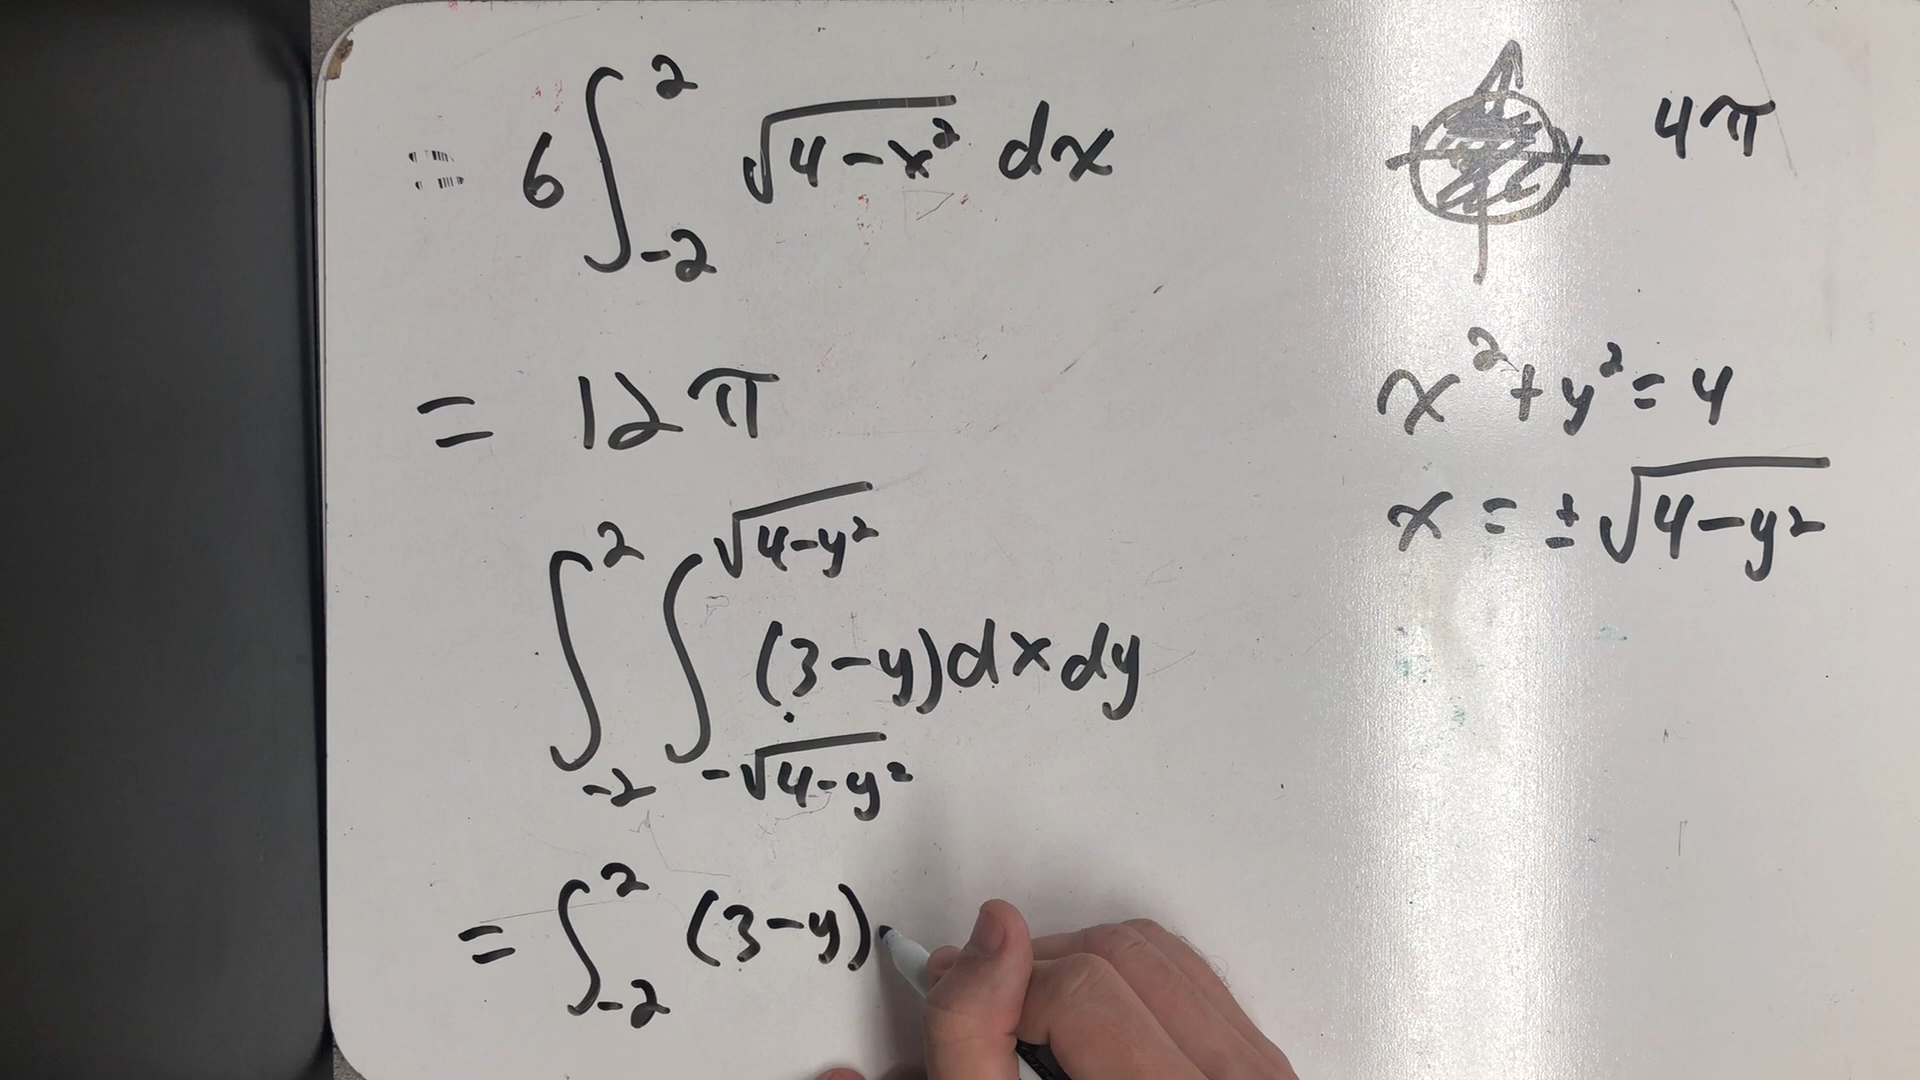 = 6 ∫_{-2}^{2} √(4-x²) dx
4π
= 12π
x² + y² = 4
x = ± √(4-y²)
∫_{-2}^{2} ∫_{-√(4-y²)}^{√(4-y²)} (3-y) dx dy
= ∫_{-2}^{2} (3-y)